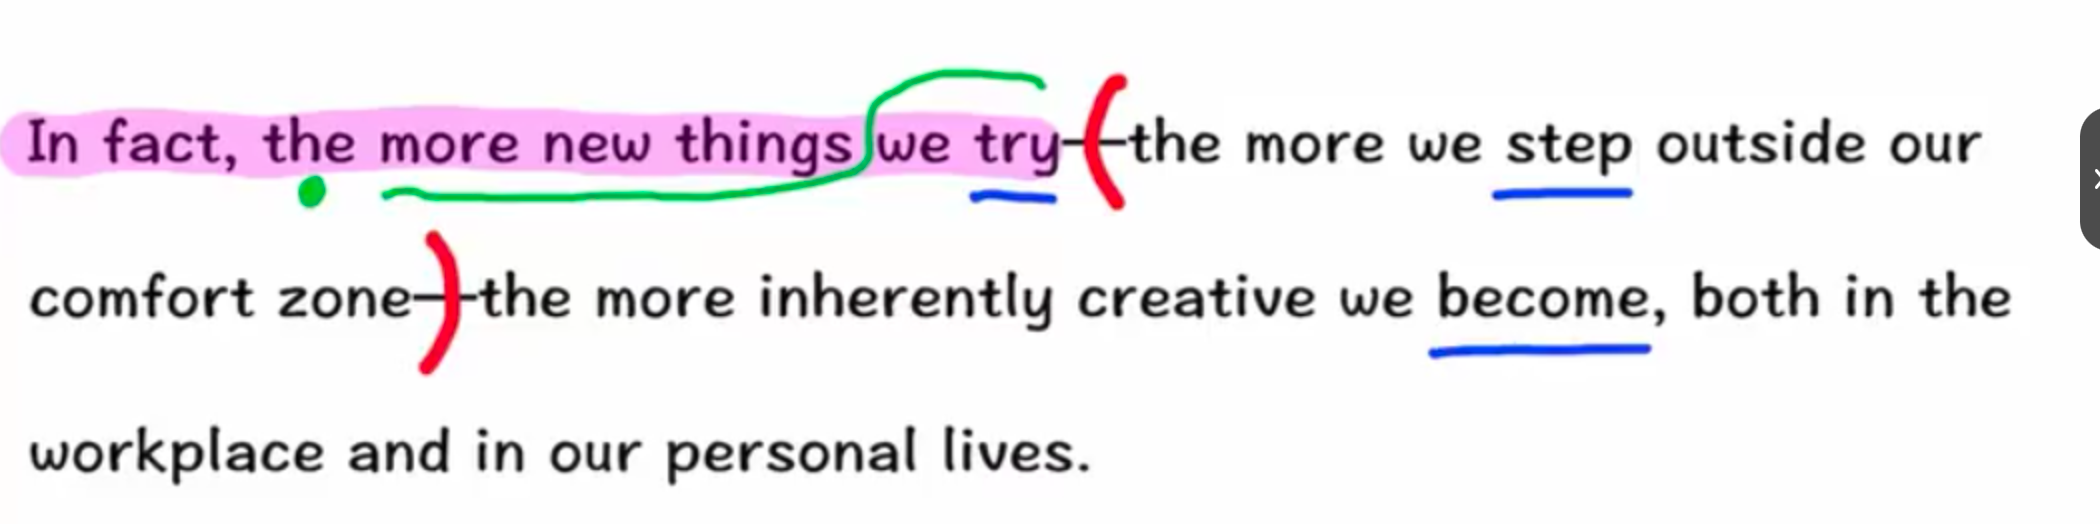 In fact, the more new things we try—the more we step outside our
comfort zone—the more inherently creative we become, both in the
workplace and in our personal lives.